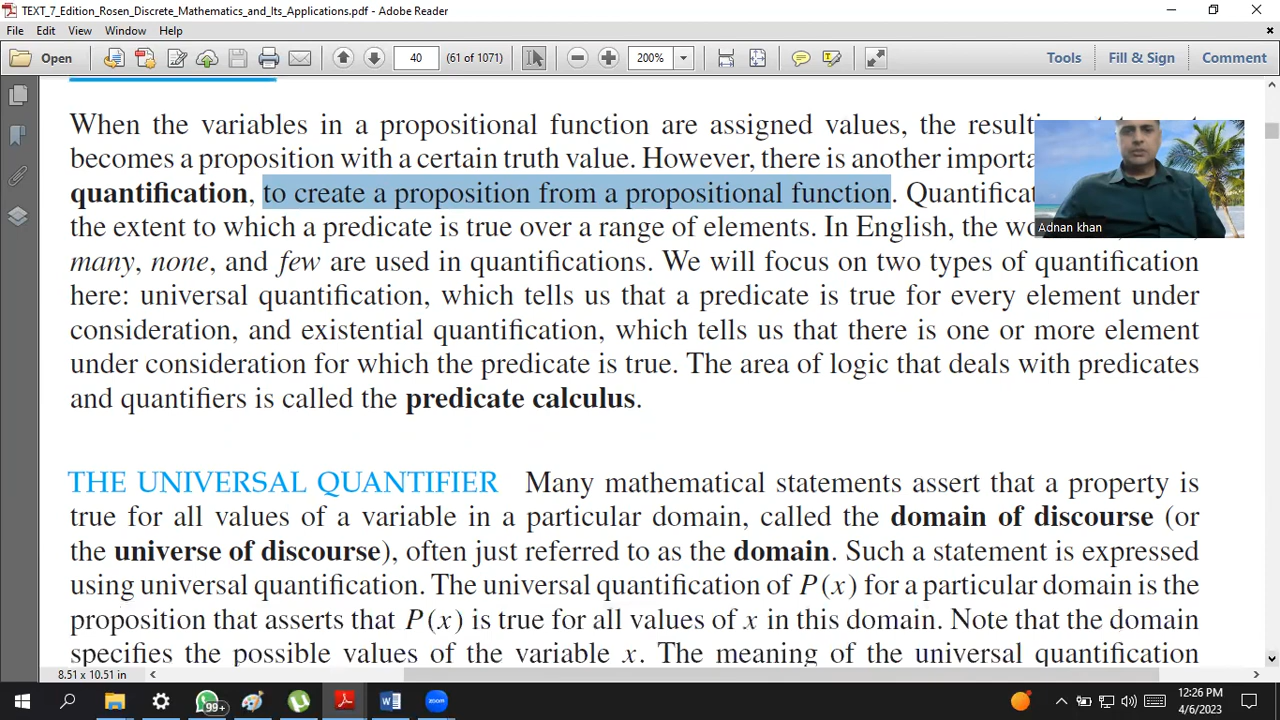 TEXT_7_Edition_Rosen_Discrete_Mathematics_and_Its_Applications.pdf - Adobe Reader
File Edit View Window Help
Open 40 (61 of 1071) 200% Tools Fill & Sign Comment
When the variables in a propositional function are assigned values, the
becomes a proposition with a certain truth value. However, there is another
quantification, to create a proposition from a propositional function.
the extent to which a predicate is true over a range of elements. In English, the
Adnan khan
many, none, and few are used in quantifications. We will focus on two types of quantification
here: universal quantification, which tells us that a predicate is true for every element under
consideration, and existential quantification, which tells us that there is one or more element
under consideration for which the predicate is true. The area of logic that deals with predicates
and quantifiers is called the predicate calculus.
THE UNIVERSAL QUANTIFIER Many mathematical statements assert that a property is
true for all values of a variable in a particular domain, called the domain of discourse (or
the universe of discourse), often just referred to as the domain. Such a statement is expressed
using universal quantification. The universal quantification of P(x) for a particular domain is the
proposition that asserts that P(x) is true for all values of x in this domain. Note that the domain
specifies the possible values of the variable x. The meaning of the universal quantification
8.51 x 10.51 in
99+ W zoom 12:26 PM
4/6/2023